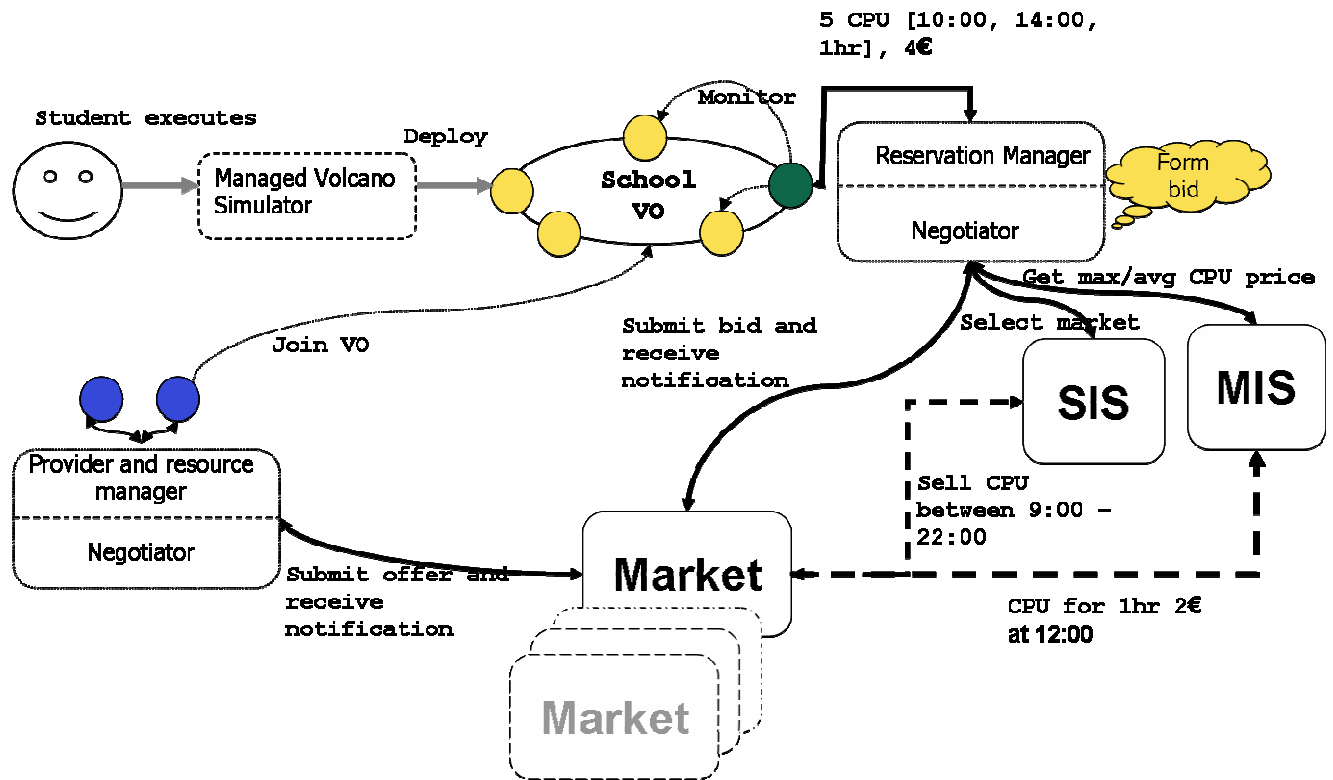 5 CPU [10:00, 14:00,
1hr], 4€
Monitor
Student executes
Deploy
Managed Volcano
Simulator
School
VO
Reservation Manager
Negotiator
Form
bid
Get max/avg CPU price
Select market
Submit bid and
receive
notification
Join VO
SIS
MIS
Provider and resource
manager
Negotiator
Sell CPU
between 9:00 –
22:00
Market
Submit offer and
receive
notification
CPU for 1hr 2€
at 12:00
Market